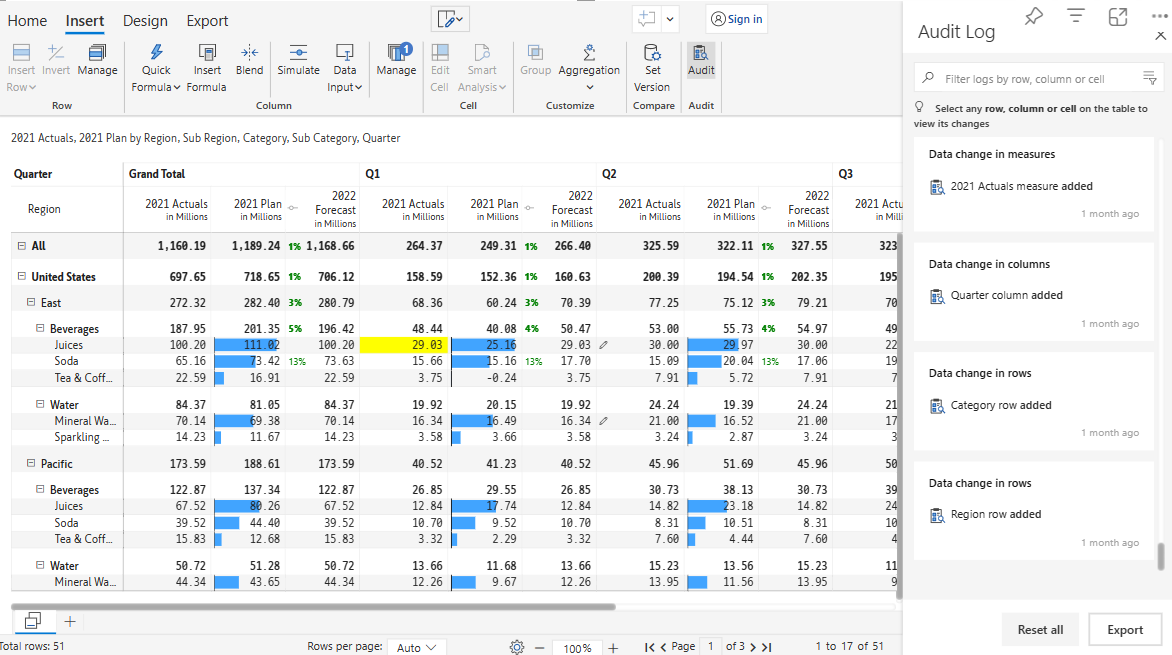 Home Insert Design Export
Sign in
Insert Row Invert Manage
Quick Formula Insert Formula Blend
Simulate Data Input
Manage 1
Edit Cell Smart Analysis
Group Aggregation
Set Version
Audit
Row Column Cell Customize Compare Audit
2021 Actuals, 2021 Plan by Region, Sub Region, Category, Sub Category, Quarter
Quarter Grand Total Q1 Q2 Q3
Region 2021 Actuals in Millions 2021 Plan in Millions 2022 Forecast in Millions 2021 Actuals in Millions 2021 Plan in Millions 2022 Forecast in Millions 2021 Actuals in Millions 2021 Plan in Millions 2022 Forecast in Millions 2021 Actu in Milli
All 1,160.19 1,189.24 1% 1,168.66 264.37 249.31 1% 266.40 325.59 322.11 1% 327.55 323
United States 697.65 718.65 1% 706.12 158.59 152.36 1% 160.63 200.39 194.54 1% 202.35 195
East 272.32 282.40 3% 280.79 68.36 60.24 3% 70.39 77.25 75.12 3% 79.21 70
Beverages 187.95 201.35 5% 196.42 48.44 40.08 4% 50.47 53.00 55.73 4% 54.97 49
Juices 100.20 111.02 100.20 29.03 25.16 29.03 30.00 29.97 30.00 22
Soda 65.16 73.42 13% 73.63 15.66 15.16 13% 17.70 15.09 20.04 13% 17.06 19
Tea & Coff... 22.59 16.91 22.59 3.75 -0.24 3.75 7.91 5.72 7.91 7
Water 84.37 81.05 84.37 19.92 20.15 19.92 24.24 19.39 24.24 21
Mineral Wa... 70.14 69.38 70.14 16.34 16.49 16.34 21.00 16.52 21.00 17
Sparkling ... 14.23 11.67 14.23 3.58 3.66 3.58 3.24 2.87 3.24 3
Pacific 173.59 188.61 173.59 40.52 41.23 40.52 45.96 51.69 45.96 50
Beverages 122.87 137.34 122.87 26.85 29.55 26.85 30.73 38.13 30.73 39
Juices 67.52 80.26 67.52 12.84 17.74 12.84 14.82 23.18 14.82 24
Soda 39.52 44.40 39.52 10.70 9.52 10.70 8.31 10.51 8.31 10
Tea & Coff... 15.83 12.68 15.83 3.32 2.29 3.32 7.60 4.44 7.60 4
Water 50.72 51.28 50.72 13.66 11.68 13.66 15.23 13.56 15.23 11
Mineral Wa... 44.34 43.65 44.34 12.26 9.67 12.26 13.95 11.56 13.95 9
Total rows: 51 Rows per page: Auto 100% Page 1 of 3 1 to 17 of 51
Audit Log
Filter logs by row, column or cell
Select any row, column or cell on the table to
view its changes
Data change in measures
2021 Actuals measure added
1 month ago
Data change in columns
Quarter column added
1 month ago
Data change in rows
Category row added
1 month ago
Data change in rows
Region row added
1 month ago
Reset all Export